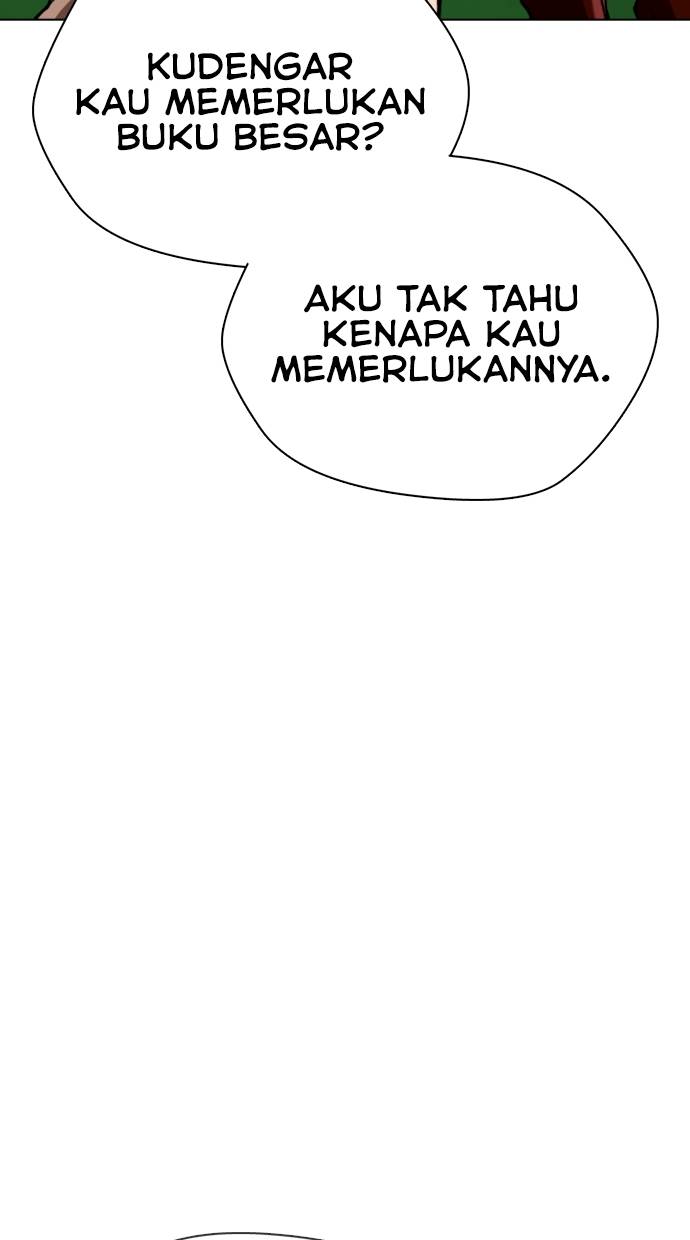 KUDENGAR
KAU MEMERLUKAN
BUKU BESAR?
AKU TAK TAHU
KENAPA KAU
MEMERLUKANNYA.